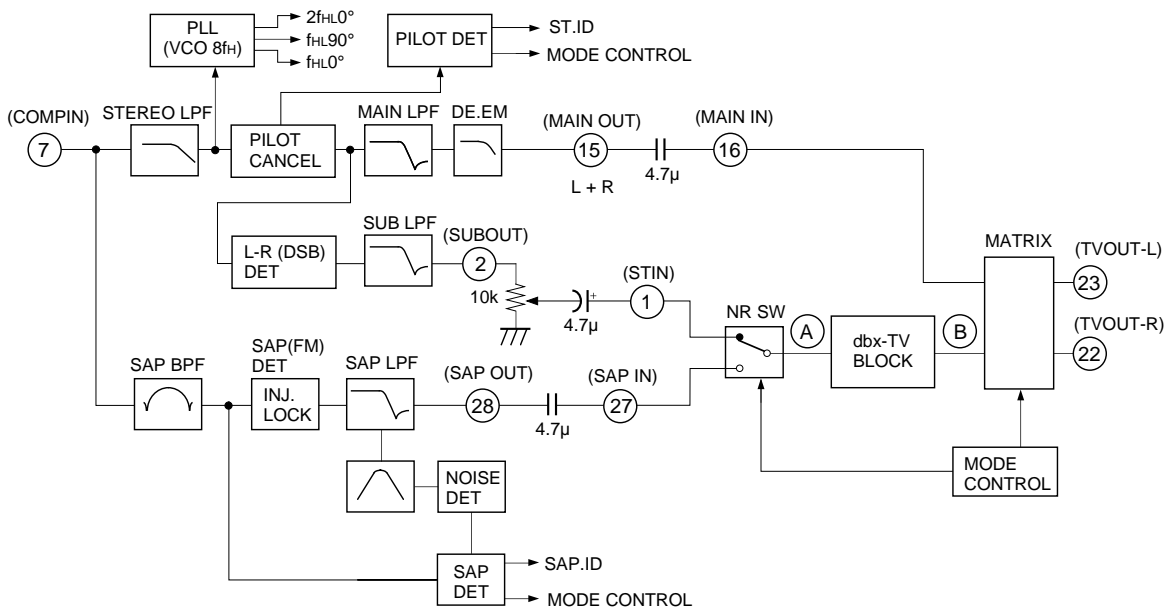 PLL
(VCO 8fH)
2fHL0°
fHL90°
fHL0°
PILOT DET
ST.ID
MODE CONTROL
(COMPIN)
7
STEREO LPF
PILOT
CANCEL
MAIN LPF
DE.EM
(MAIN OUT)
15
L + R
4.7μ
(MAIN IN)
16
L-R (DSB)
DET
SUB LPF
(SUBOUT)
2
10k
4.7μ
+
(STIN)
1
NR SW
A
dbx-TV
BLOCK
B
MATRIX
(TVOUT-L)
23
(TVOUT-R)
22
SAP BPF
SAP(FM)
DET
INJ.
LOCK
SAP LPF
(SAP OUT)
28
4.7μ
(SAP IN)
27
NOISE
DET
MODE
CONTROL
SAP
DET
SAP.ID
MODE CONTROL